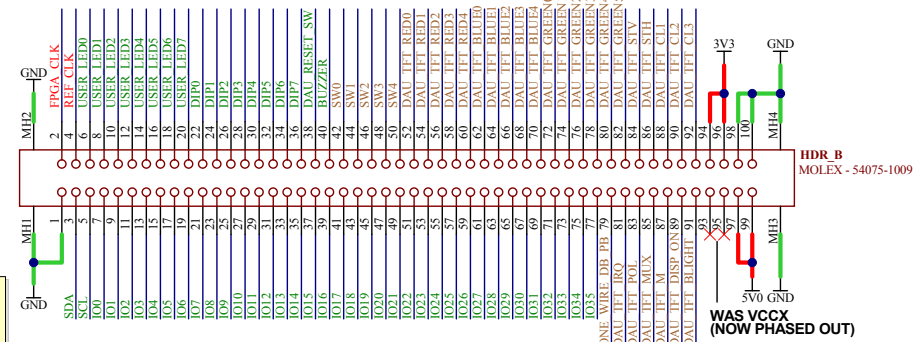 GND
MH2
FPGA_CLK
REF_CLK
USER_LED0
USER_LED1
USER_LED2
USER_LED3
USER_LED4
USER_LED5
USER_LED6
USER_LED7
DIP0
DIP1
DIP2
DIP3
DIP4
DIP5
DIP6
DIP7
DAU_RESET_SW
BUZZER
SW0
SW1
SW2
SW3
SW4
DAU_TFT_RED0
DAU_TFT_RED1
DAU_TFT_RED2
DAU_TFT_RED3
DAU_TFT_RED4
DAU_TFT_BLUE0
DAU_TFT_BLUE1
DAU_TFT_BLUE2
DAU_TFT_BLUE3
DAU_TFT_BLUE4
DAU_TFT_GREEN
DAU_TFT_GREEN
DAU_TFT_GREEN
DAU_TFT_GREEN
DAU_TFT_GREEN
DAU_TFT_GREEN
DAU_TFT_STV
DAU_TFT_STH
DAU_TFT_CL1
DAU_TFT_CL2
DAU_TFT_CL3
3V3
GND
MH4
2 4 6 8 10 12 14 16 18 20 22 24 26 28 30 32 34 36 38 40 42 44 46 48 50 52 54 56 58 60 62 64 66 68 70 72 74 76 78 80 82 84 86 88 90 92 94 96 98 100
HDR_B
MOLEX - 54075-1009
1 3 5 7 9 11 13 15 17 19 21 23 25 27 29 31 33 35 37 39 41 43 45 47 49 51 53 55 57 59 61 63 65 67 69 71 73 75 77 79 81 83 85 87 89 91 93 95 97 99
MH1
GND
SDA
SCL
IO0
IO1
IO2
IO3
IO4
IO5
IO6
IO7
IO8
IO9
IO10
IO11
IO12
IO13
IO14
IO15
IO16
IO17
IO18
IO19
IO20
IO21
IO22
IO23
IO24
IO25
IO26
IO27
IO28
IO29
IO30
IO31
IO32
IO33
IO34
IO35
ONE_WIRE_DB_PB
DAU_TFT_IRQ
DAU_TFT_POL
DAU_TFT_MUX
DAU_TFT_M
DAU_TFT_DISP_ON
DAU_TFT_BLIGHT
MH3
5V0
GND
WAS VCCX
(NOW PHASED OUT)